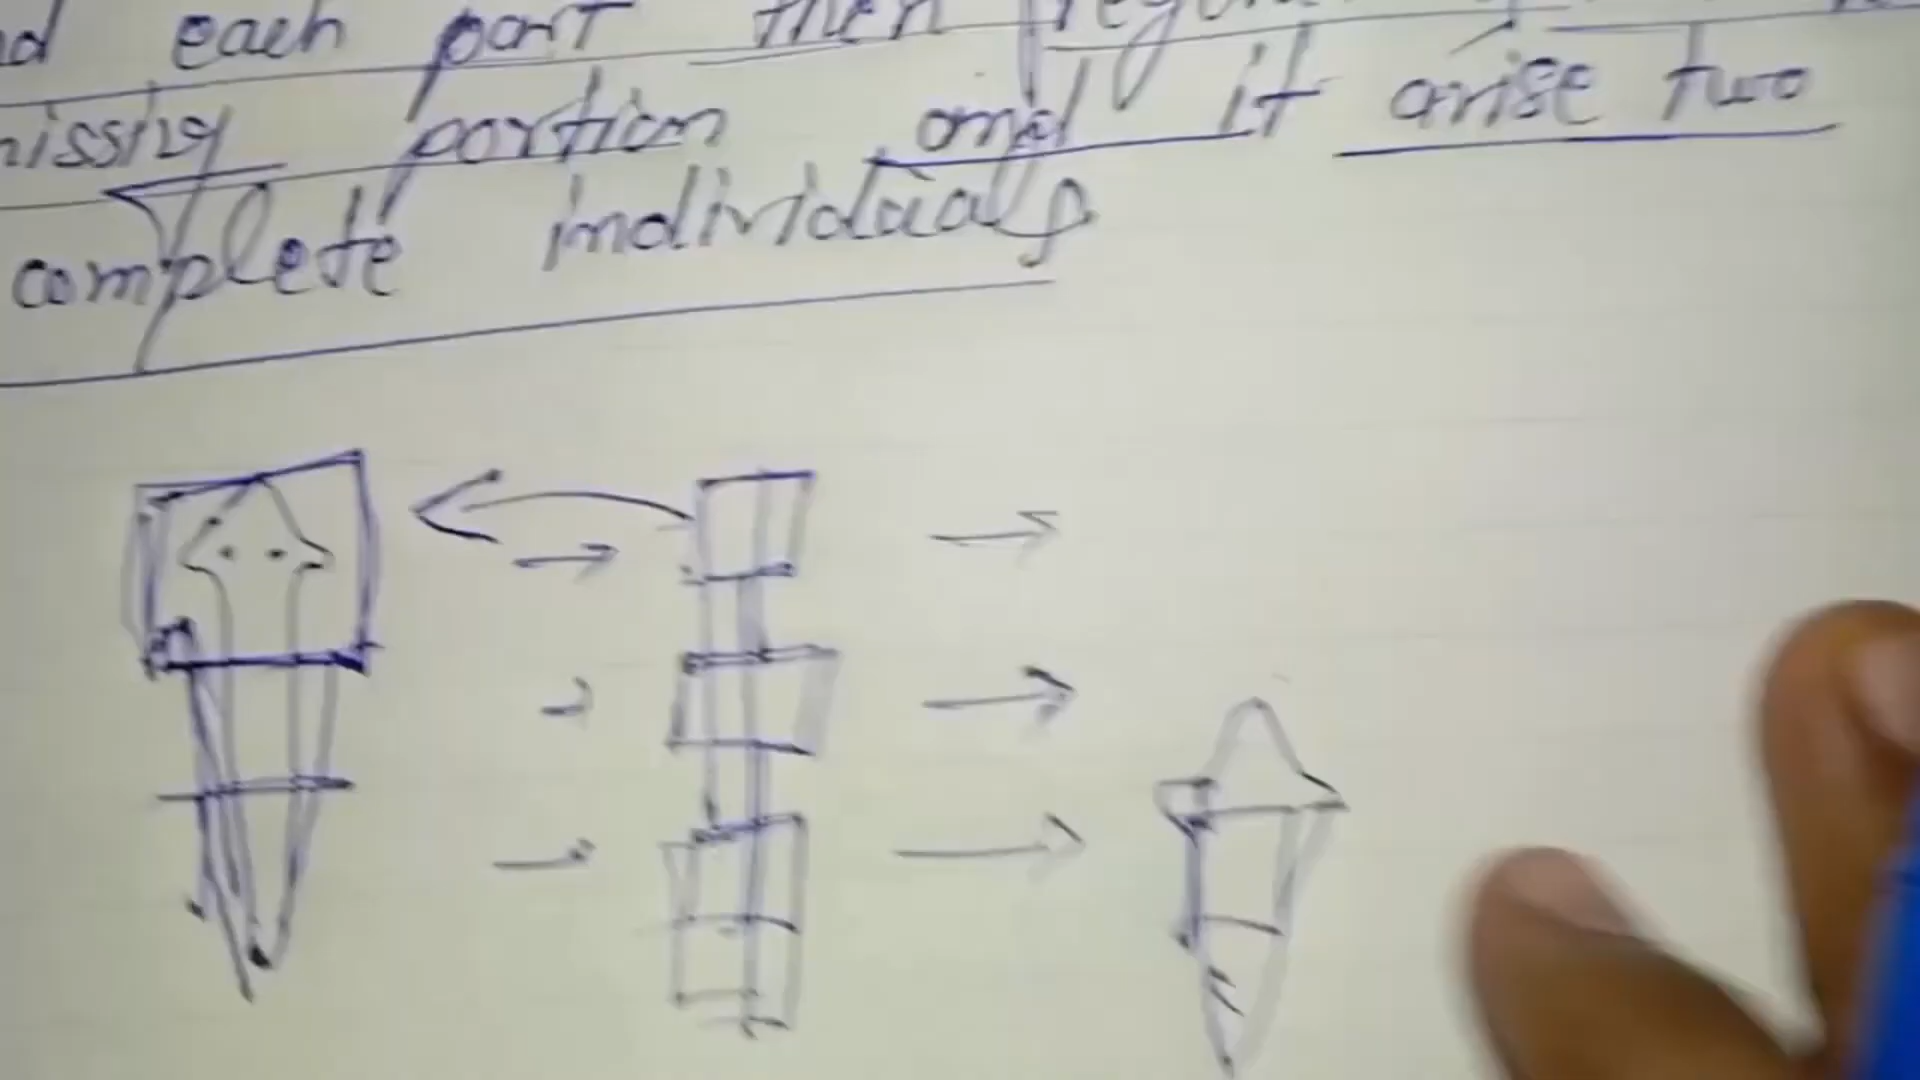 each part then
missing portion and it arise two
complete individuals